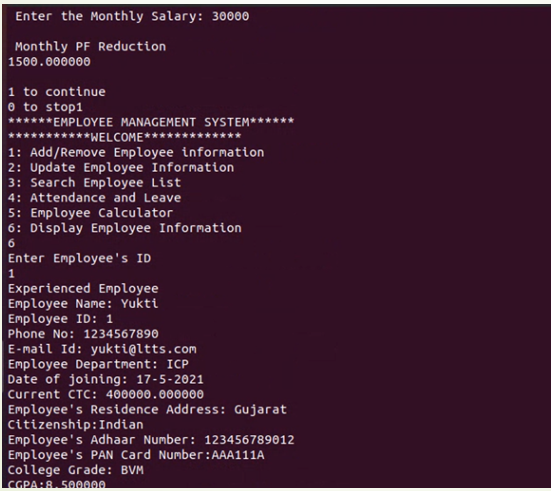 Enter the Monthly Salary: 30000
Monthly PF Reduction
1500.000000
1 to continue
0 to stop1
******EMPLOYEE MANAGEMENT SYSTEM******
***********WELCOME*************
1: Add/Remove Employee information
2: Update Employee Information
3: Search Employee List
4: Attendance and Leave
5: Employee Calculator
6: Display Employee Information
6
Enter Employee's ID
1
Experienced Employee
Employee Name: Yukti
Employee ID: 1
Phone No: 1234567890
E-mail Id: yukti@ltts.com
Employee Department: ICP
Date of joining: 17-5-2021
Current CTC: 400000.000000
Employee's Residence Address: Gujarat
Citizenship:Indian
Employee's Adhaar Number: 123456789012
Employee's PAN Card Number:AAA111A
College Grade: BVM
CGPA:8.500000